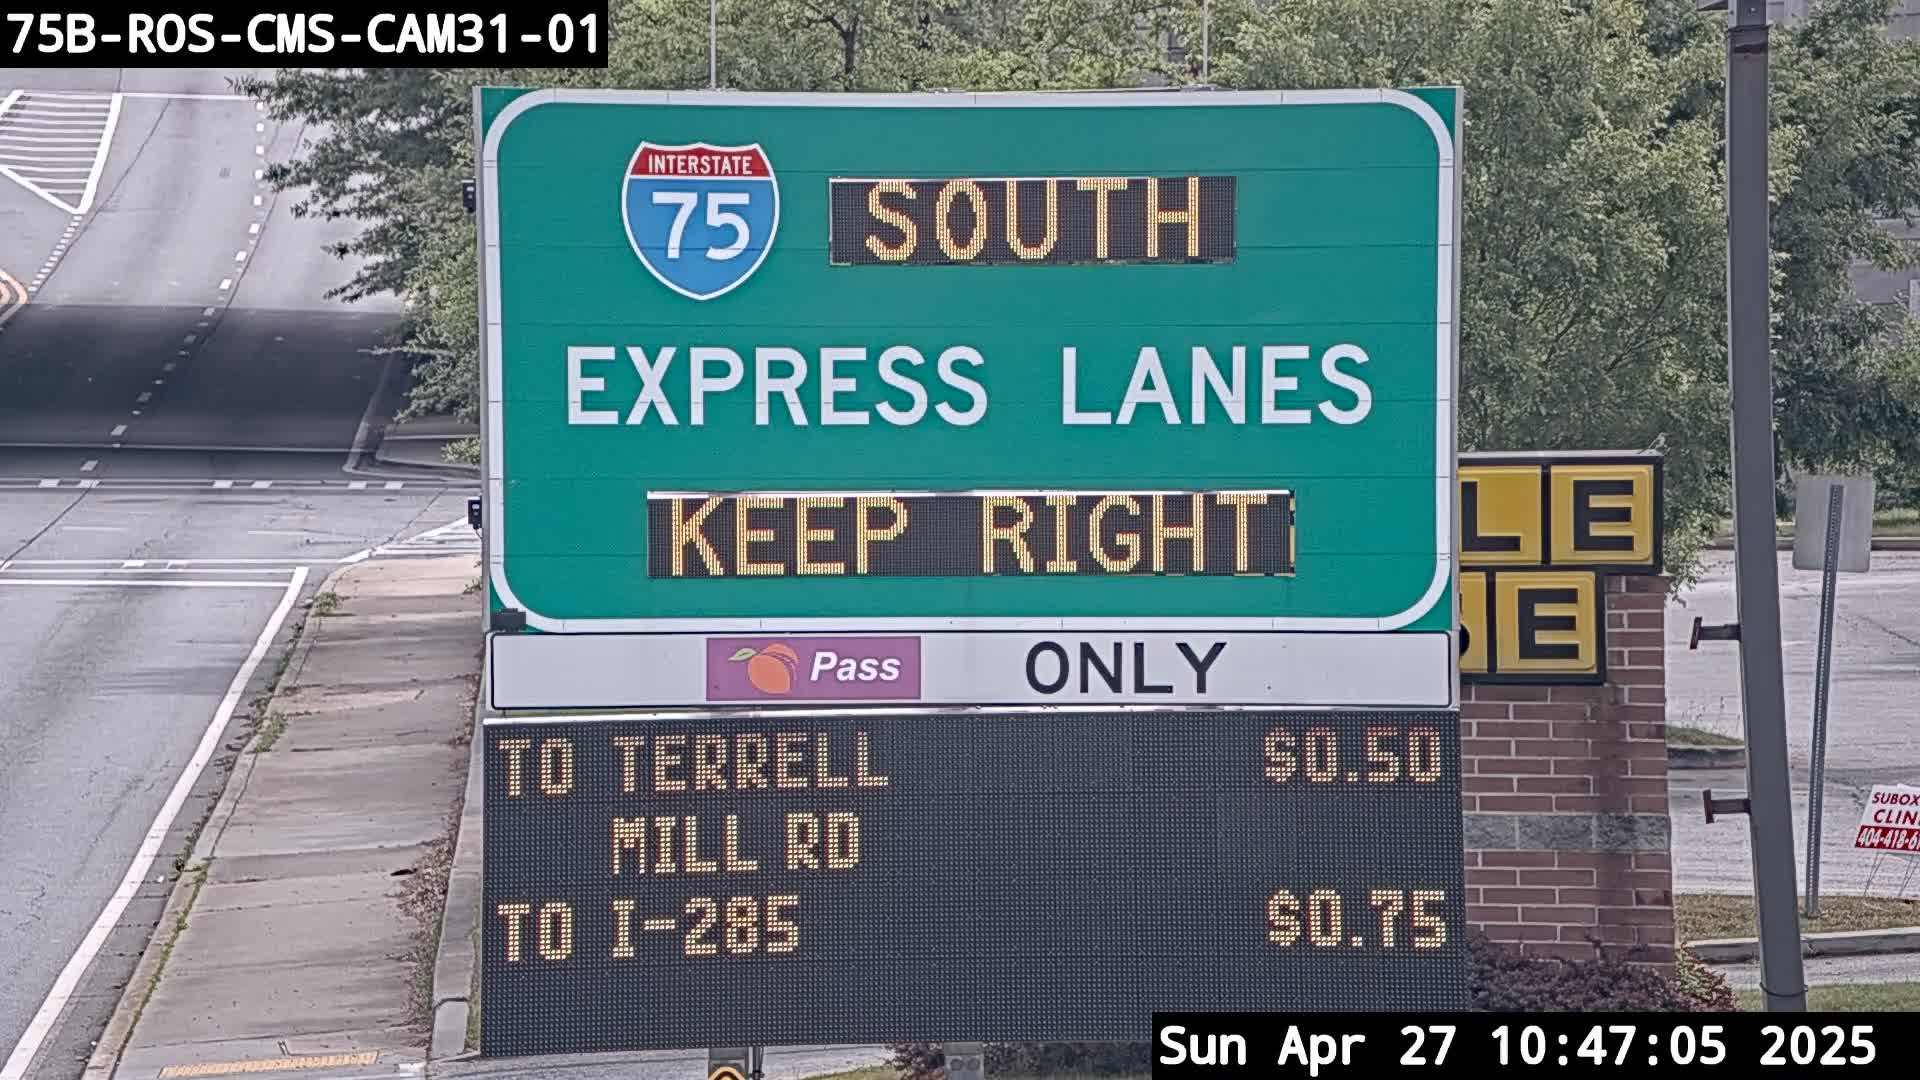 75B-ROS-CMS-CAM31-01
INTERSTATE
75
SOUTH
EXPRESS LANES
KEEP RIGHT
Pass ONLY
TO TERRELL $0.50
MILL RD
TO I-285 $0.75
LE
E
Sun Apr 27 10:47:05 2025